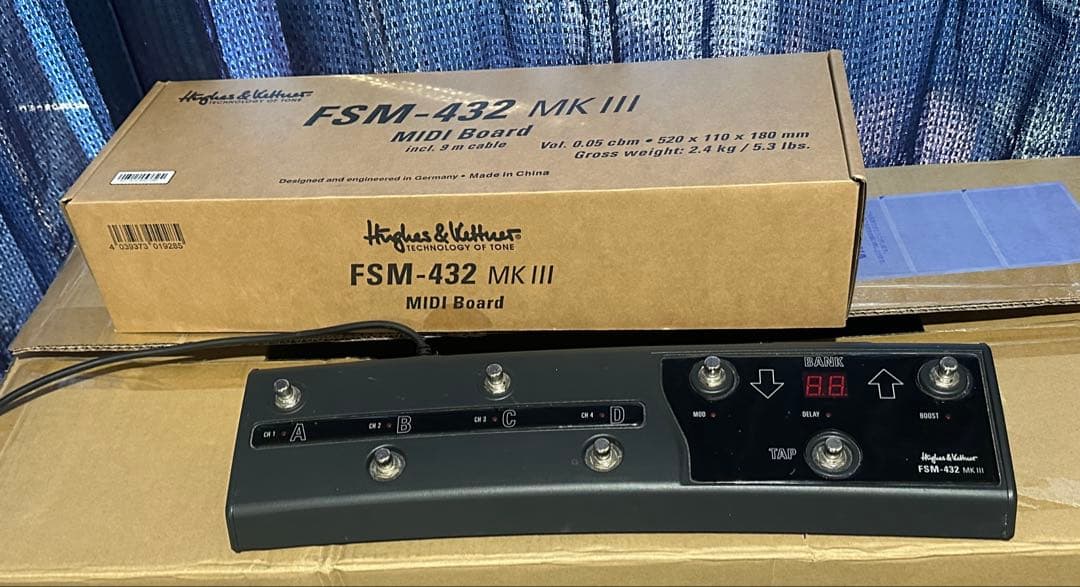 Hughes & Kettner
TECHNOLOGY OF TONE
FSM-432 MK III
MIDI Board
incl. 9 m cable
Vol. 0.05 cbm • 520 x 110 x 180 mm
Gross weight: 2.4 kg / 5.3 lbs.
Designed and engineered in Germany • Made in China
4 039373 019285
Hughes & Kettner
TECHNOLOGY OF TONE
FSM-432 MK III
MIDI Board
BANK
8.8.
MOD
DELAY
BOOST
CH 1 A
CH 2 B
CH 3 C
CH 4 D
TAP
Hughes & Kettner
FSM-432 MK III